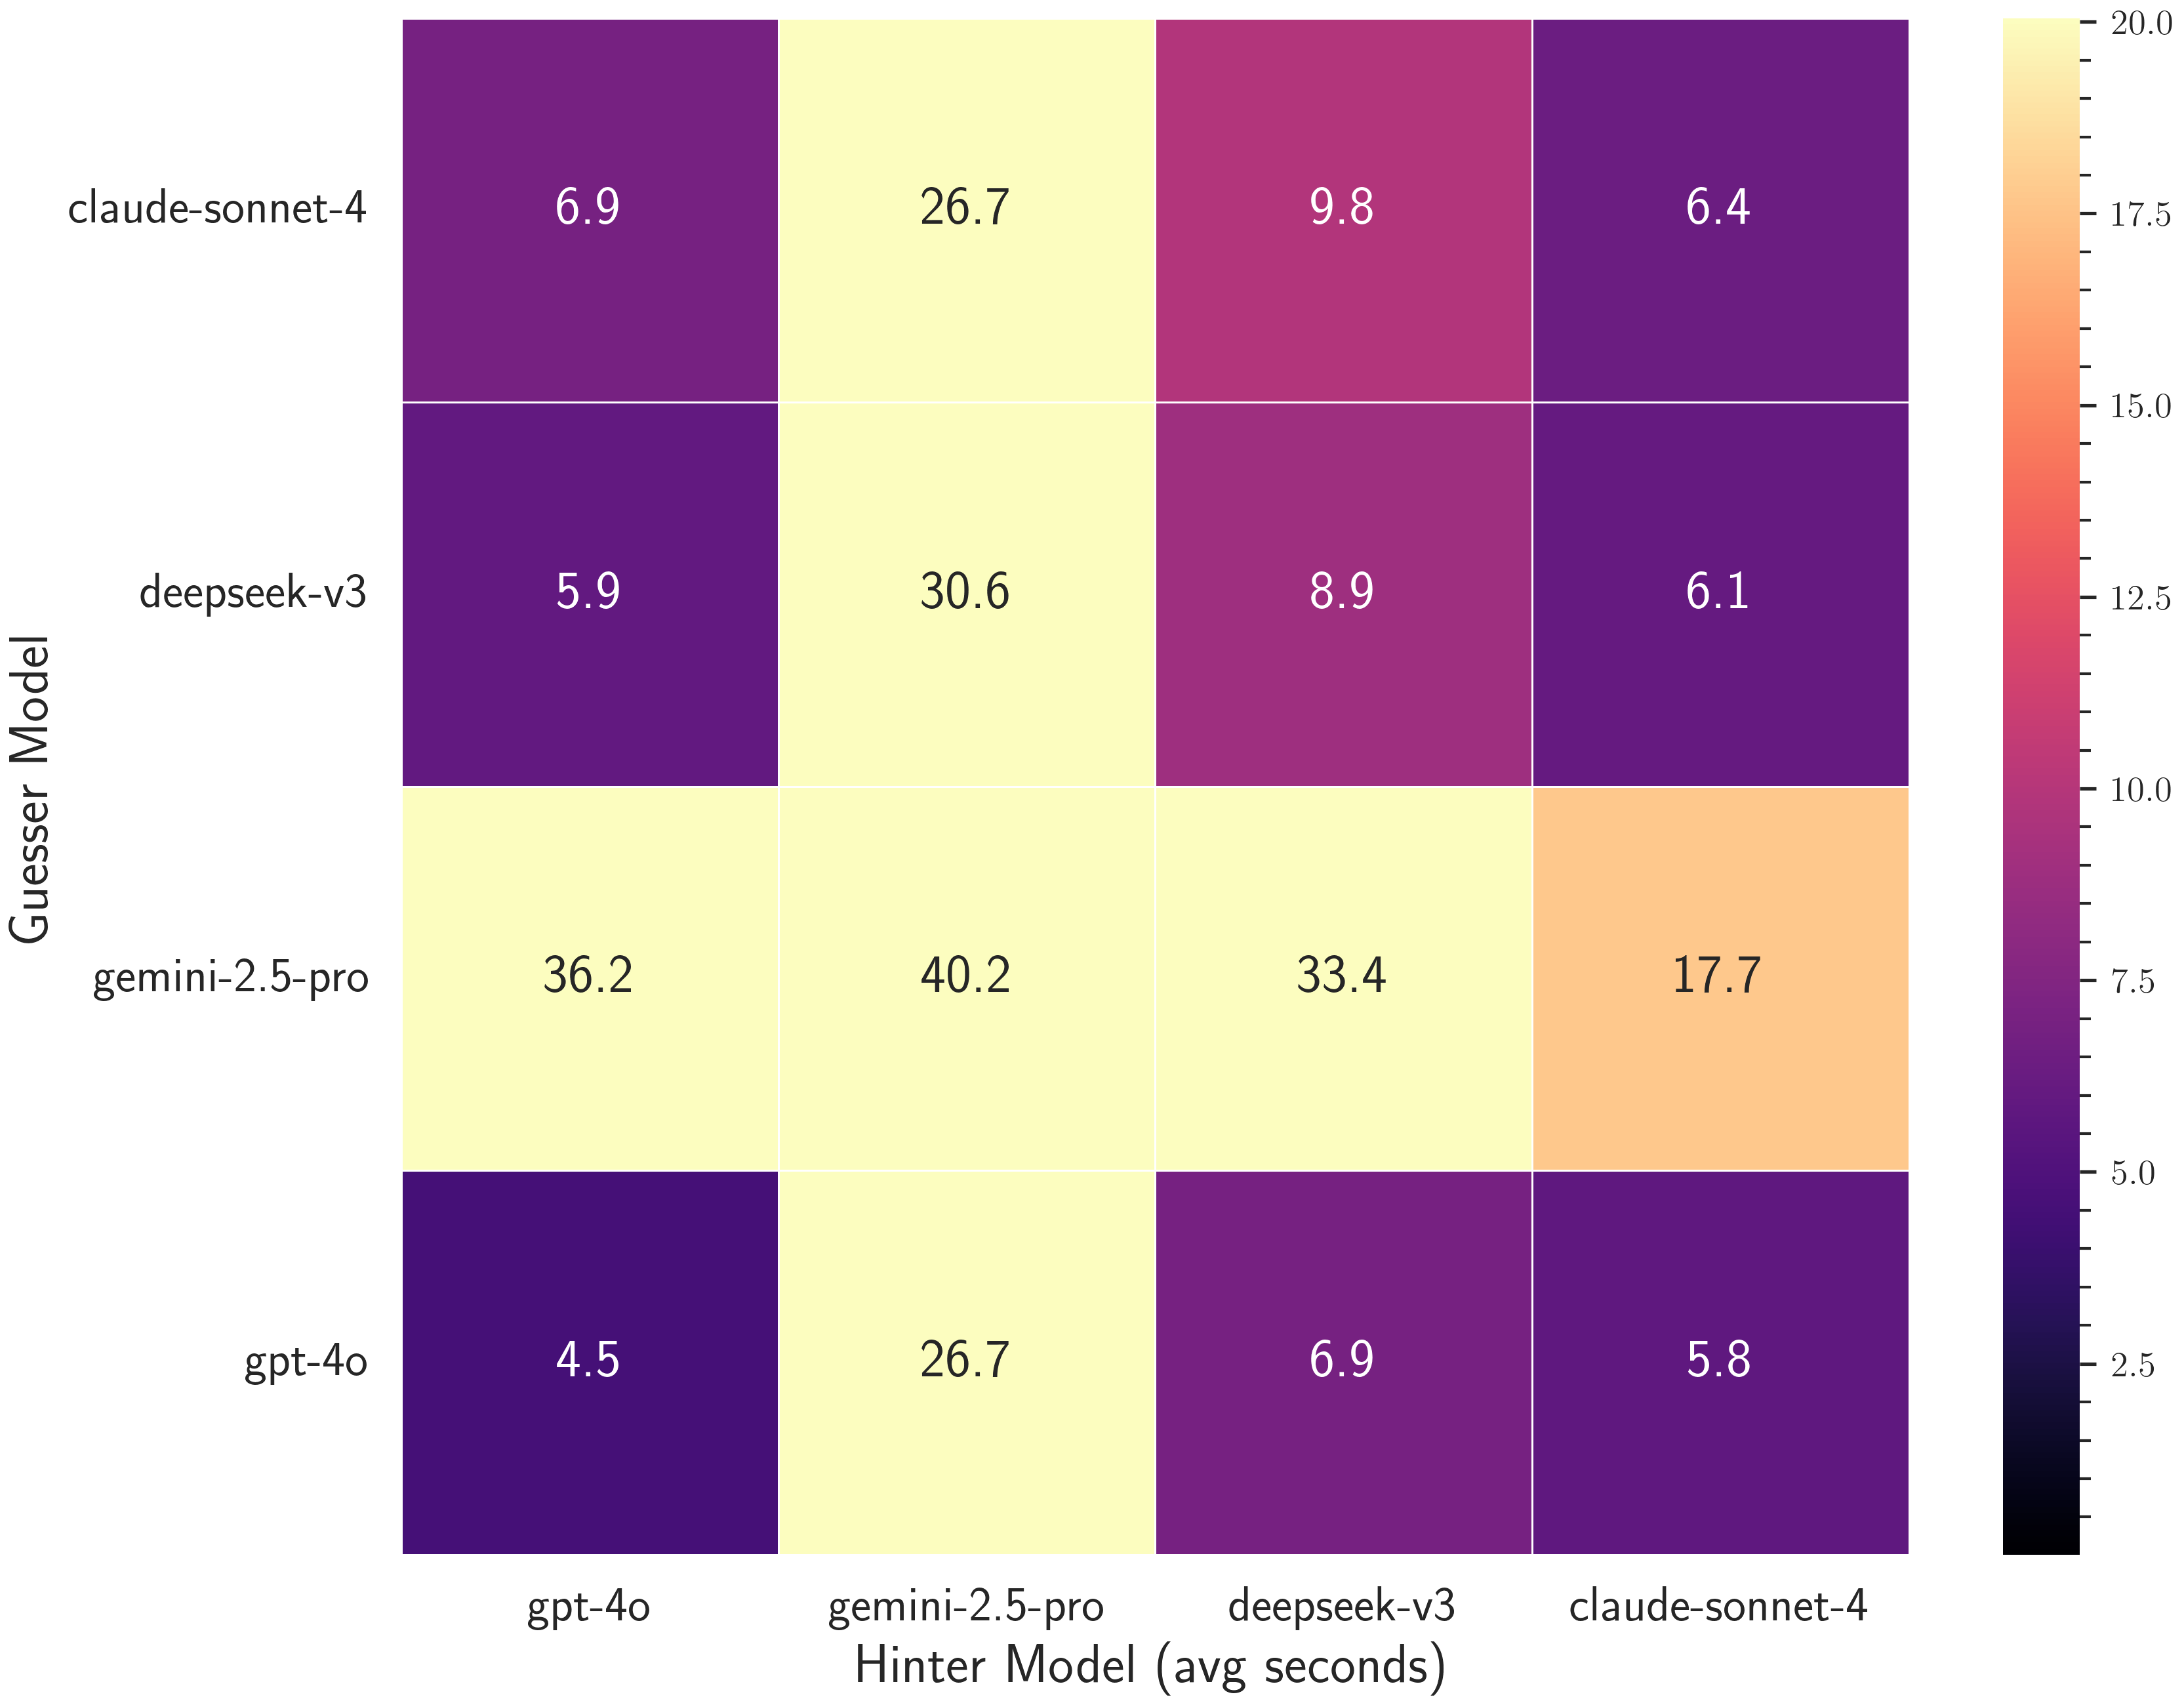 Guesser Model
claude-sonnet-4
6.9
26.7
9.8
6.4
deepseek-v3
5.9
30.6
8.9
6.1
gemini-2.5-pro
36.2
40.2
33.4
17.7
gpt-4o
4.5
26.7
6.9
5.8
gpt-4o
gemini-2.5-pro
deepseek-v3
claude-sonnet-4
Hinter Model (avg seconds)
20.0
17.5
15.0
12.5
10.0
7.5
5.0
2.5